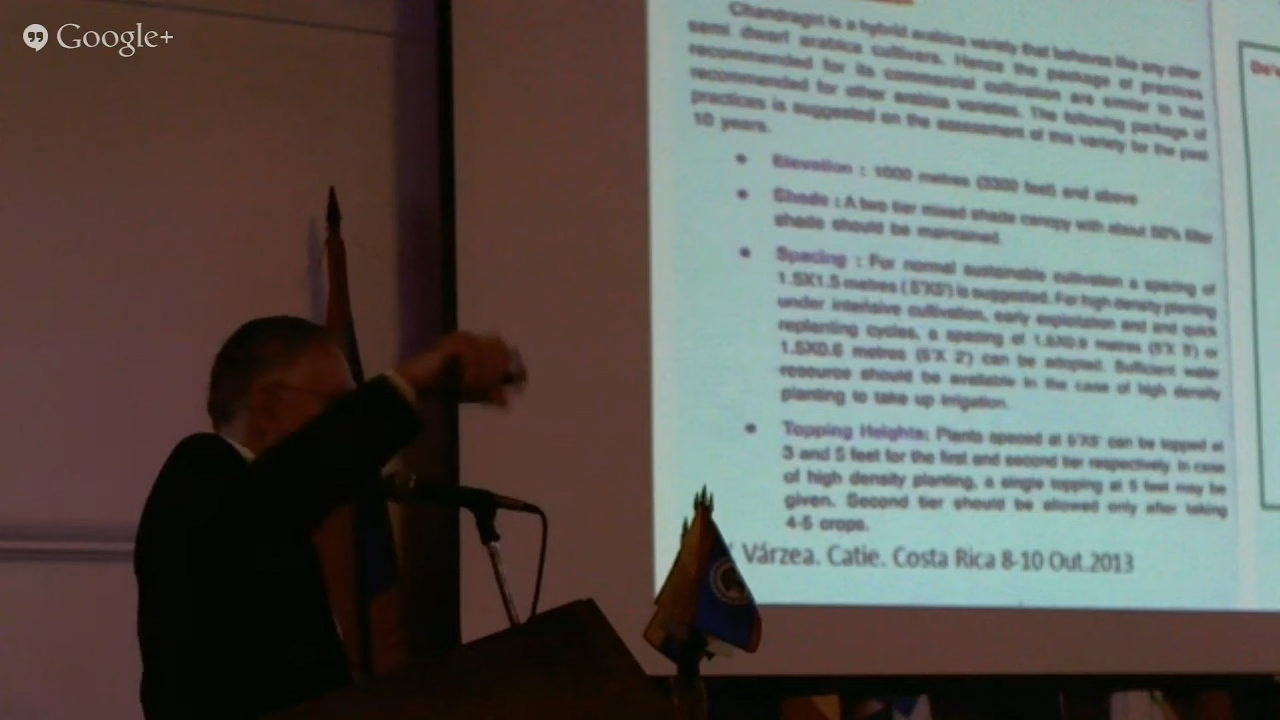 Google+
Chandragiri is a hybrid arabica variety that behaves like any other
semi dwarf arabica cultivars. Hence the package of practices
recommended for its commercial cultivation are similar to that
recommended for other arabica varieties. The following package of
practices is suggested on the assessment of this variety for the past
10 years.
Elevation : 1000 metres (3300 feet) and above
Shade : A two tier mixed shade canopy with about 50% filter
shade should be maintained.
Spacing : For normal sustainable cultivation a spacing of
1.5X1.5 metres (5'X5') is suggested. For high density planting
under intensive cultivation, early exploitation and and quick
replanting cycles, a spacing of 1.5X0.9 metres (5'X 3') or
1.5X0.6 metres (5'X 2') can be adopted. Sufficient water
resource should be available in the case of high density
planting to take up irrigation.
Topping Heights: Plants spaced at 5'X5' can be topped at
3 and 5 feet for the first and second tier respectively. In case
of high density planting, a single topping at 5 feet may be
given. Second tier should be allowed only after taking
4-5 crops.
Várzea. Catie. Costa Rica 8-10 Out.2013